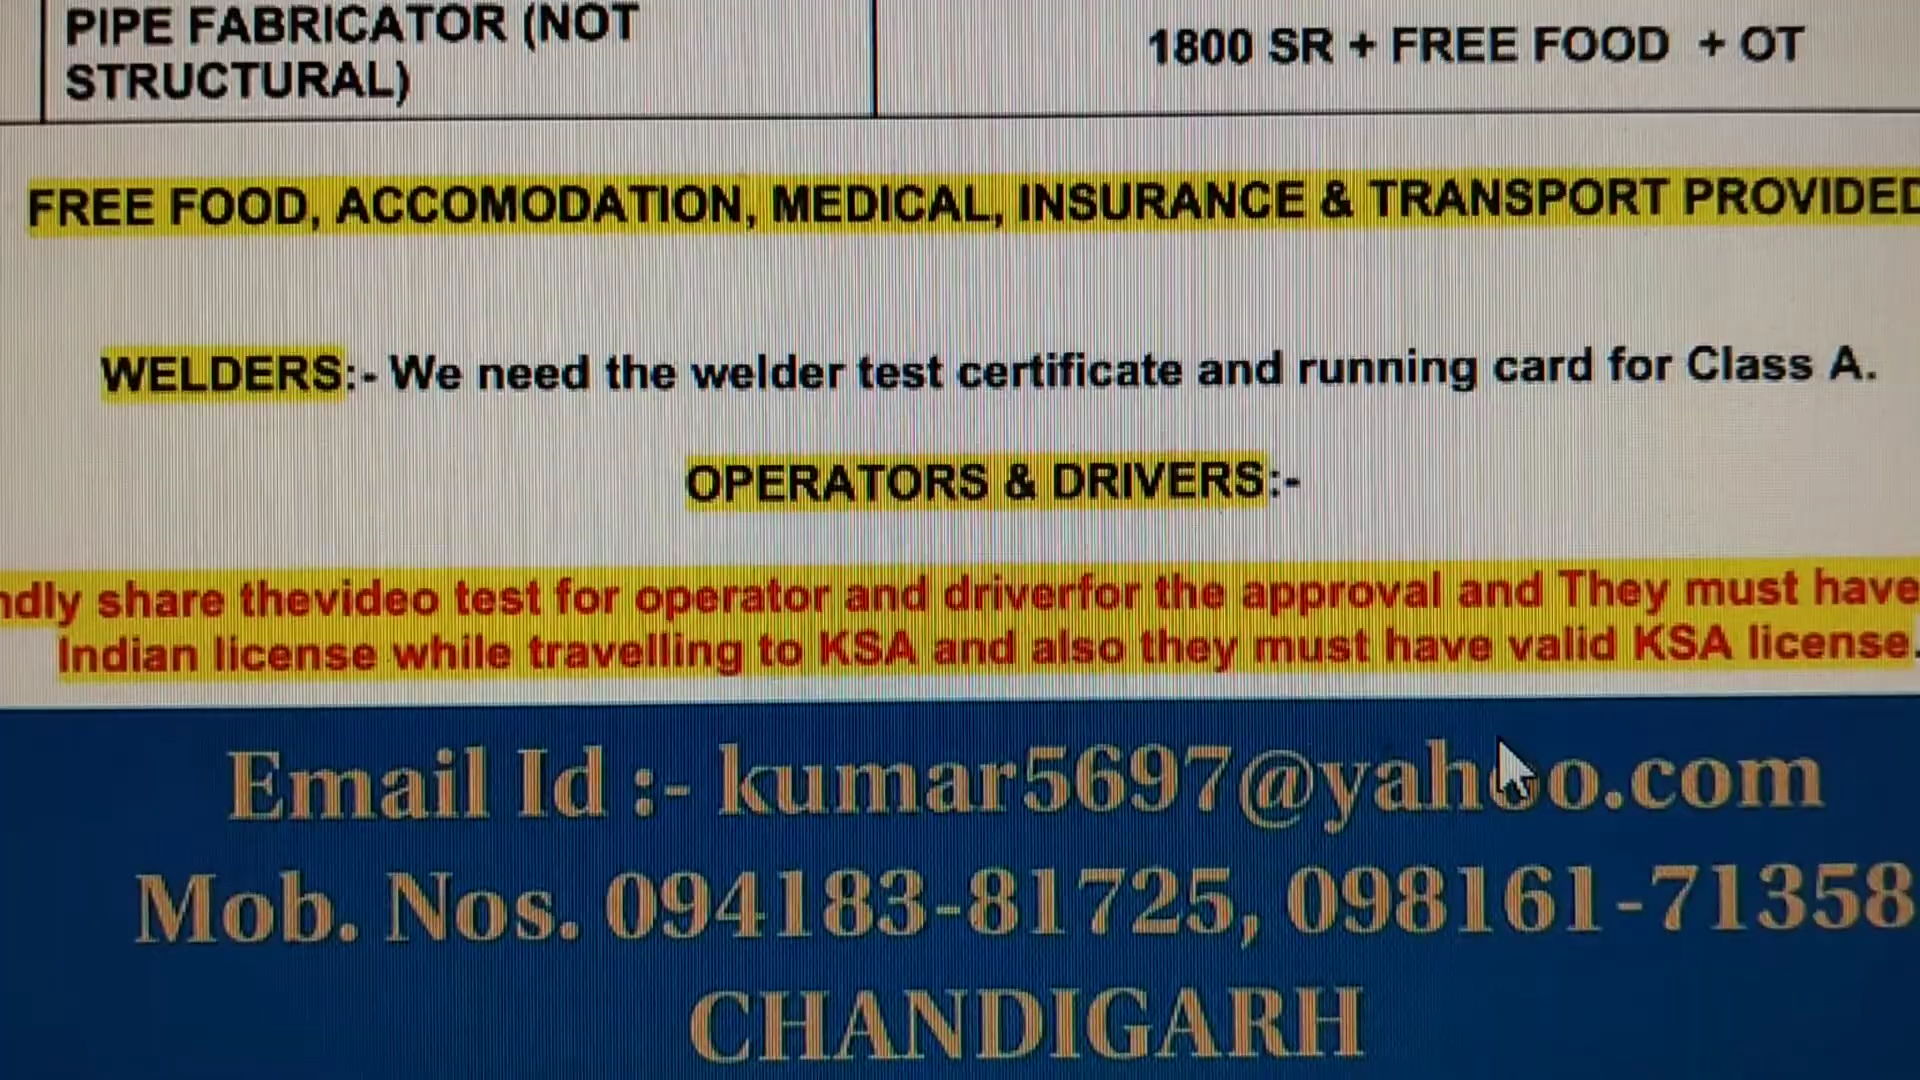 PIPE FABRICATOR (NOT
STRUCTURAL)
1800 SR + FREE FOOD + OT
FREE FOOD, ACCOMODATION, MEDICAL, INSURANCE & TRANSPORT PROVIDED
WELDERS:- We need the welder test certificate and running card for Class A.
OPERATORS & DRIVERS:-
ndly share thevideo test for operator and driverfor the approval and They must have
Indian license while travelling to KSA and also they must have valid KSA license.
Email Id :- kumar5697@yahoo.com
Mob. Nos. 094183-81725, 098161-71358
CHANDIGARH